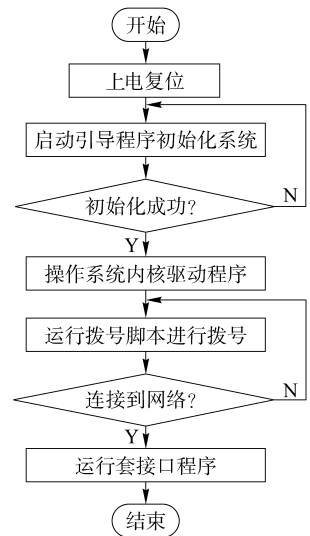 开始
上电复位
启动引导程序初始化系统
初始化成功?
N
Y
操作系统内核驱动程序
运行拨号脚本进行拨号
连接到网络?
N
Y
运行套接口程序
结束